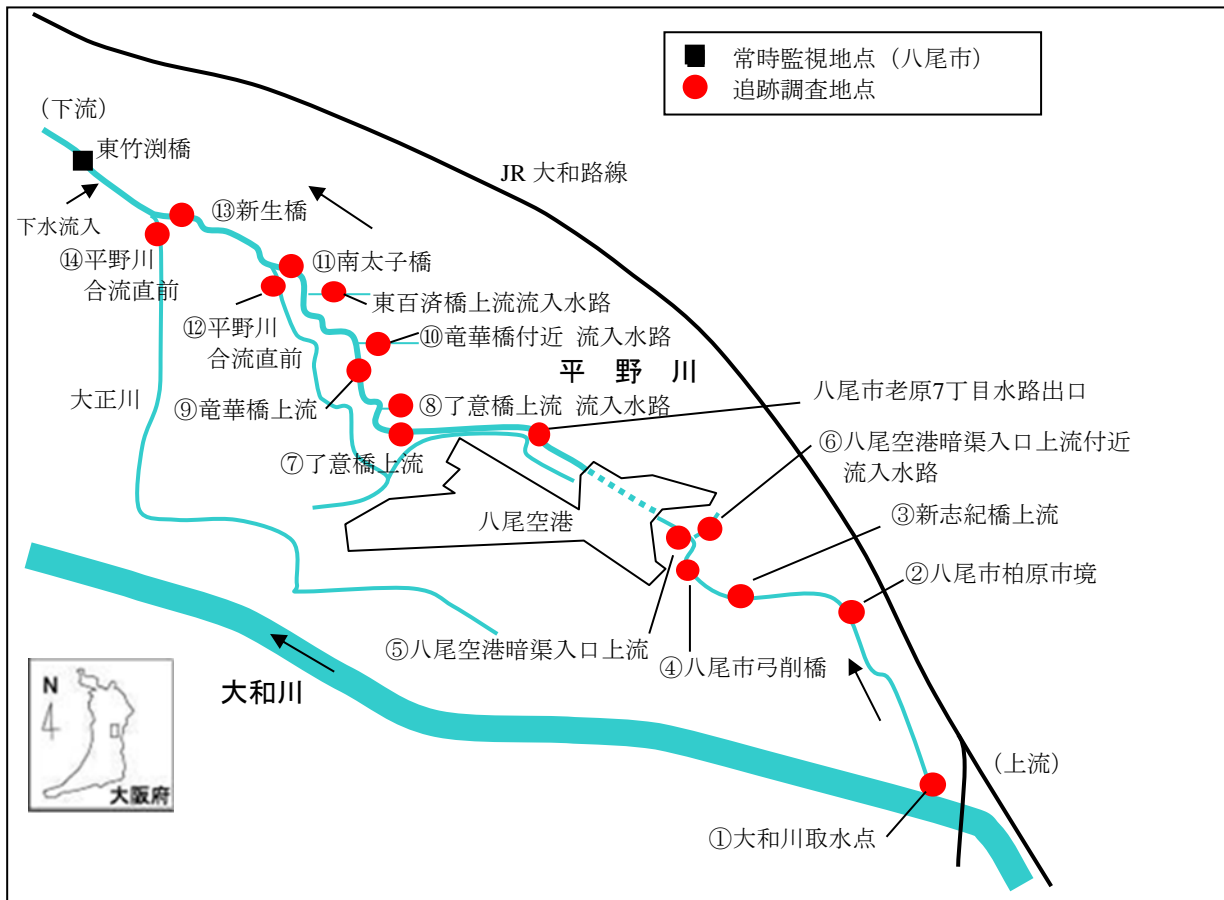 常時監視地点（八尾市）
追跡調査地点
（下流）
東竹渕橋
JR 大和路線
下水流入
⑬新生橋
⑭平野川
合流直前
⑪南太子橋
東百済橋上流流入水路
⑫平野川
合流直前
⑩竜華橋付近 流入水路
平 野 川
大正川
八尾市老原7丁目水路出口
⑨竜華橋上流
⑧了意橋上流 流入水路
⑥八尾空港暗渠入口上流付近
流入水路
⑦了意橋上流
八尾空港
③新志紀橋上流
②八尾市柏原市境
⑤八尾空港暗渠入口上流
④八尾市弓削橋
大和川
N
大阪府
（上流）
①大和川取水点